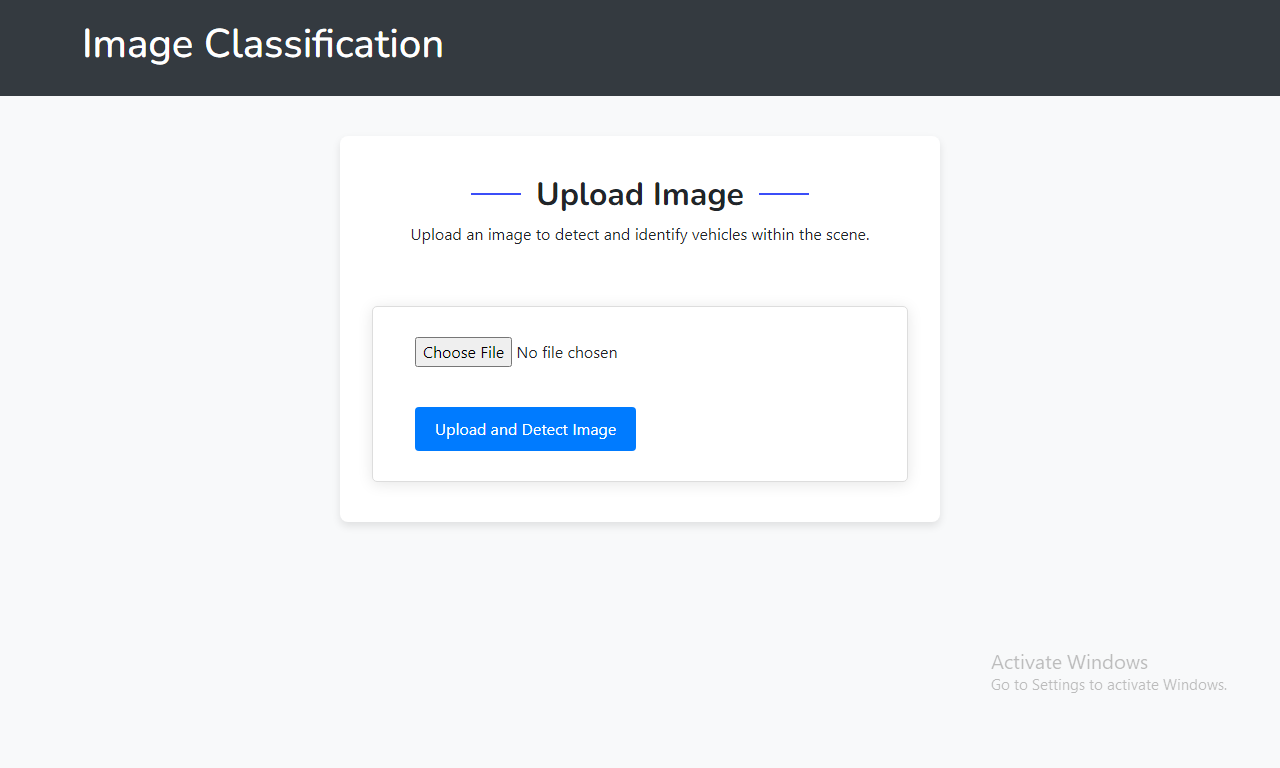 Image Classification
Upload Image
Upload an image to detect and identify vehicles within the scene.
Choose File No file chosen
Upload and Detect Image
Activate Windows
Go to Settings to activate Windows.